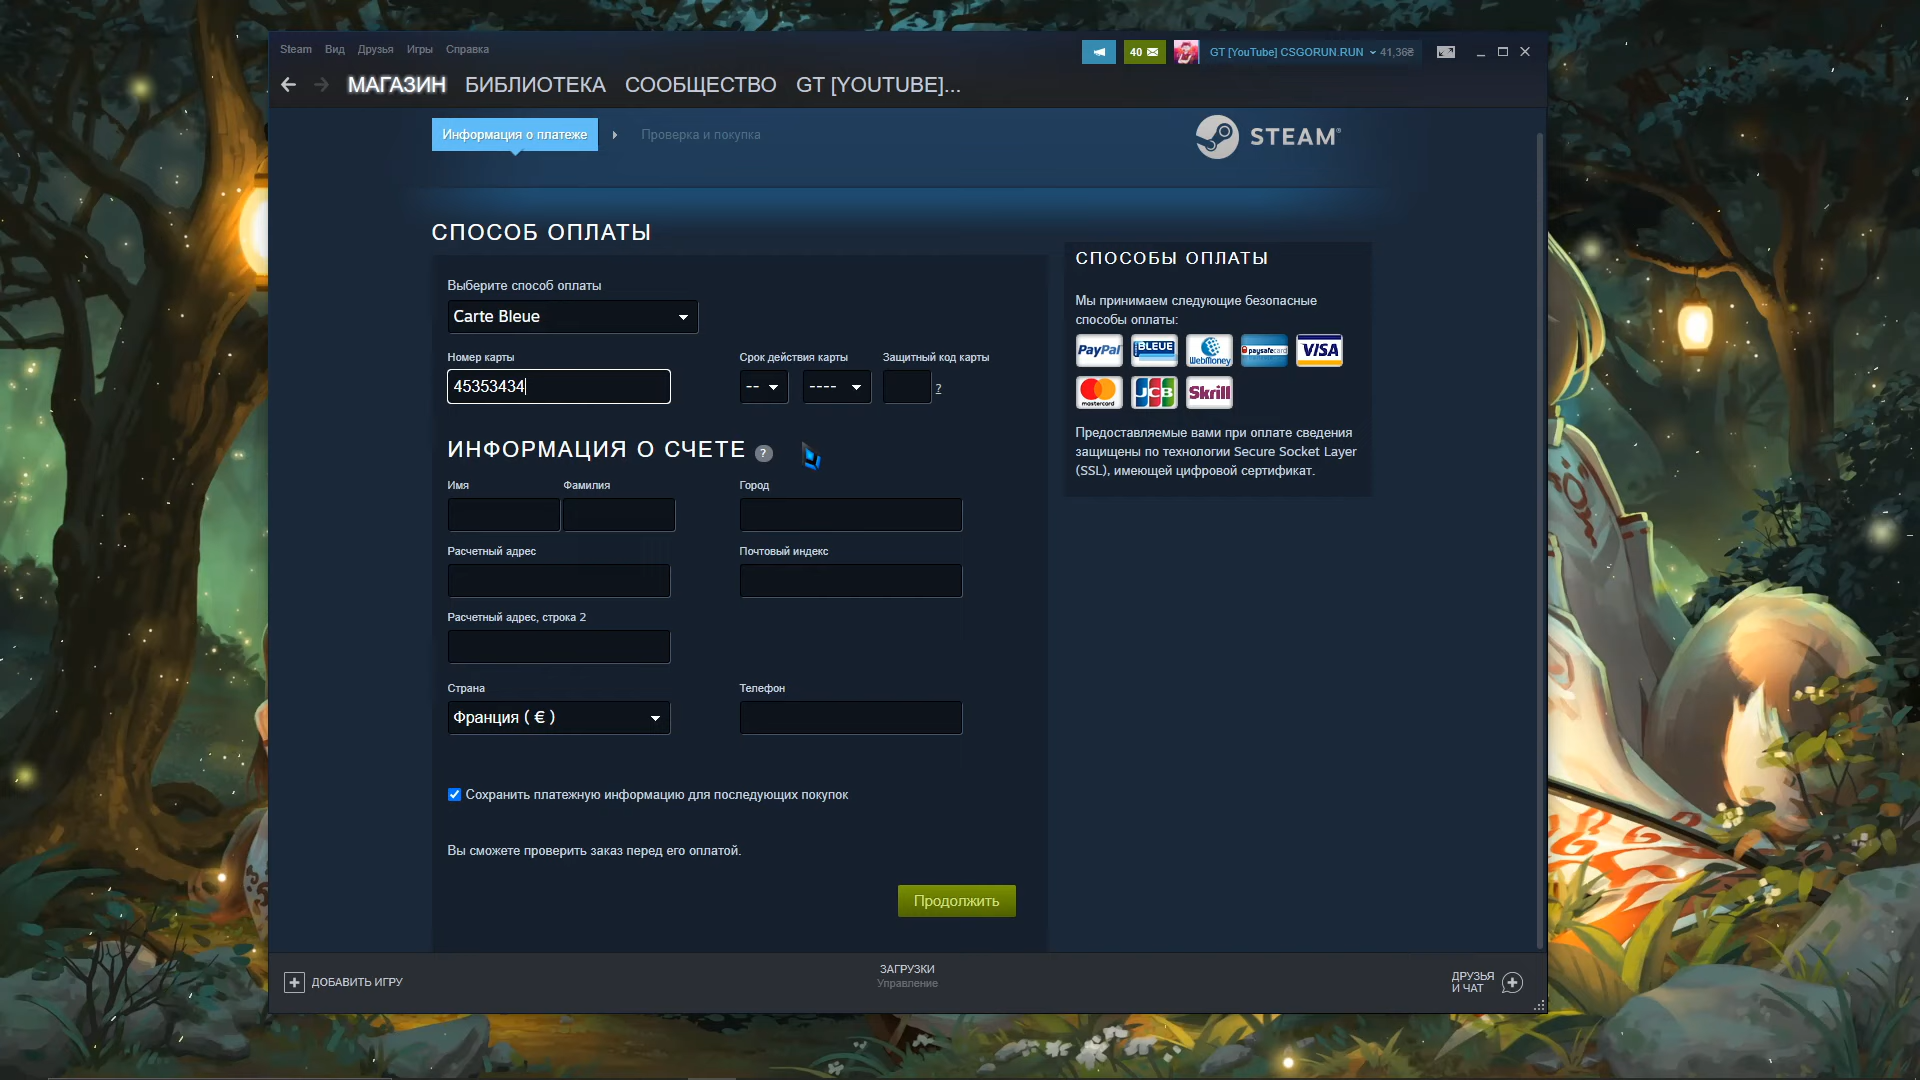 Steam Вид Друзья Игры Справка
40 GT [YouTube] CSGORUN.RUN 41,36₴
МАГАЗИН БИБЛИОТЕКА СООБЩЕСТВО GT [YOUTUBE]...
Информация о платеже Проверка и покупка
STEAM®
СПОСОБ ОПЛАТЫ
Выберите способ оплаты
Carte Bleue
Номер карты Срок действия карты Защитный код карты
45353434 -- ---- ?
ИНФОРМАЦИЯ О СЧЕТЕ ?
Имя Фамилия Город
Расчетный адрес Почтовый индекс
Расчетный адрес, строка 2
Страна Телефон
Франция ( € )
Сохранить платежную информацию для последующих покупок
Вы сможете проверить заказ перед его оплатой.
Продолжить
СПОСОБЫ ОПЛАТЫ
Мы принимаем следующие безопасные
способы оплаты:
PayPal BLEUE WebMoney paysafecard VISA
mastercard JCB Skrill
Предоставляемые вами при оплате сведения
защищены по технологии Secure Socket Layer
(SSL), имеющей цифровой сертификат.
ДОБАВИТЬ ИГРУ
ЗАГРУЗКИ
Управление
ДРУЗЬЯ
И ЧАТ